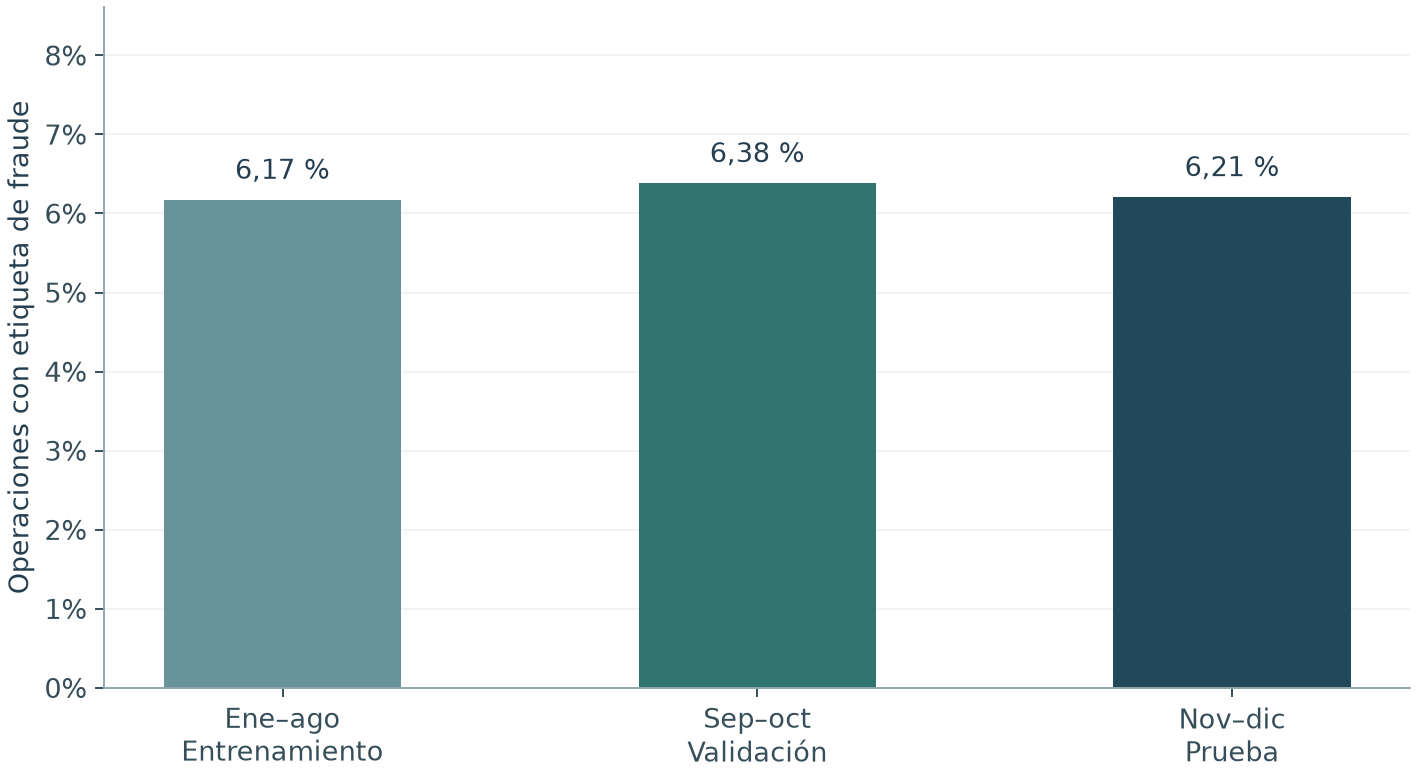 Operaciones con etiqueta de fraude
8%
7%
6%
5%
4%
3%
2%
1%
0%
6,17 %
6,38 %
6,21 %
Ene–ago
Entrenamiento
Sep–oct
Validación
Nov–dic
Prueba